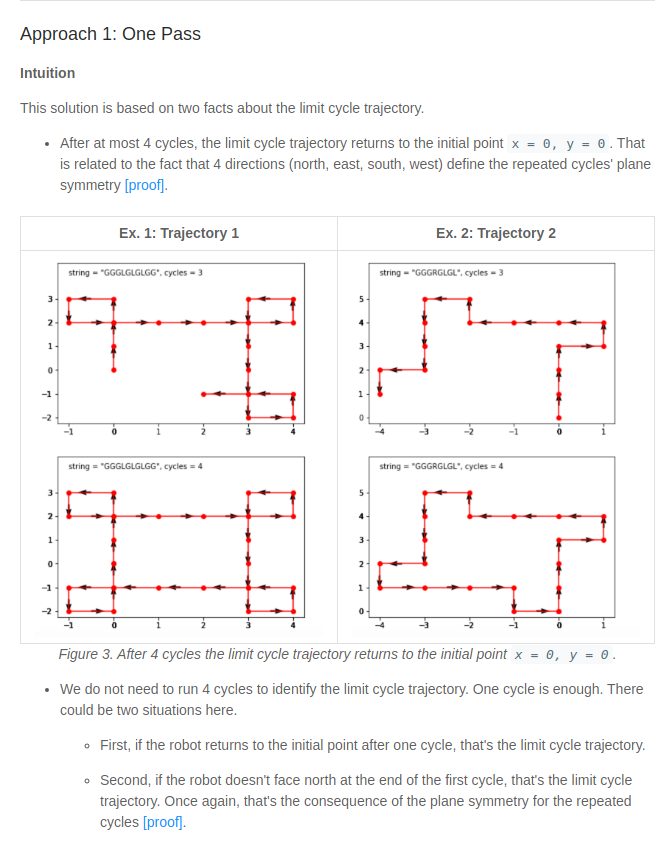 Approach 1: One Pass
Intuition
This solution is based on two facts about the limit cycle trajectory.
• After at most 4 cycles, the limit cycle trajectory returns to the initial point x = 0, y = 0 . That
is related to the fact that 4 directions (north, east, south, west) define the repeated cycles' plane
symmetry [proof].
Ex. 1: Trajectory 1
Ex. 2: Trajectory 2
string = "GGGLGLGLGG", cycles = 3
3
2
1
0
−1
−2
−1 0 1 2 3 4
string = "GGGRGLGL", cycles = 3
5
4
3
2
1
0
−4 −3 −2 −1 0 1
string = "GGGLGLGLGG", cycles = 4
3
2
1
0
−1
−2
−1 0 1 2 3 4
string = "GGGRGLGL", cycles = 4
5
4
3
2
1
0
−4 −3 −2 −1 0 1
Figure 3. After 4 cycles the limit cycle trajectory returns to the initial point x = 0, y = 0 .
• We do not need to run 4 cycles to identify the limit cycle trajectory. One cycle is enough. There
could be two situations here.
◦ First, if the robot returns to the initial point after one cycle, that's the limit cycle trajectory.
◦ Second, if the robot doesn't face north at the end of the first cycle, that's the limit cycle
trajectory. Once again, that's the consequence of the plane symmetry for the repeated
cycles [proof].